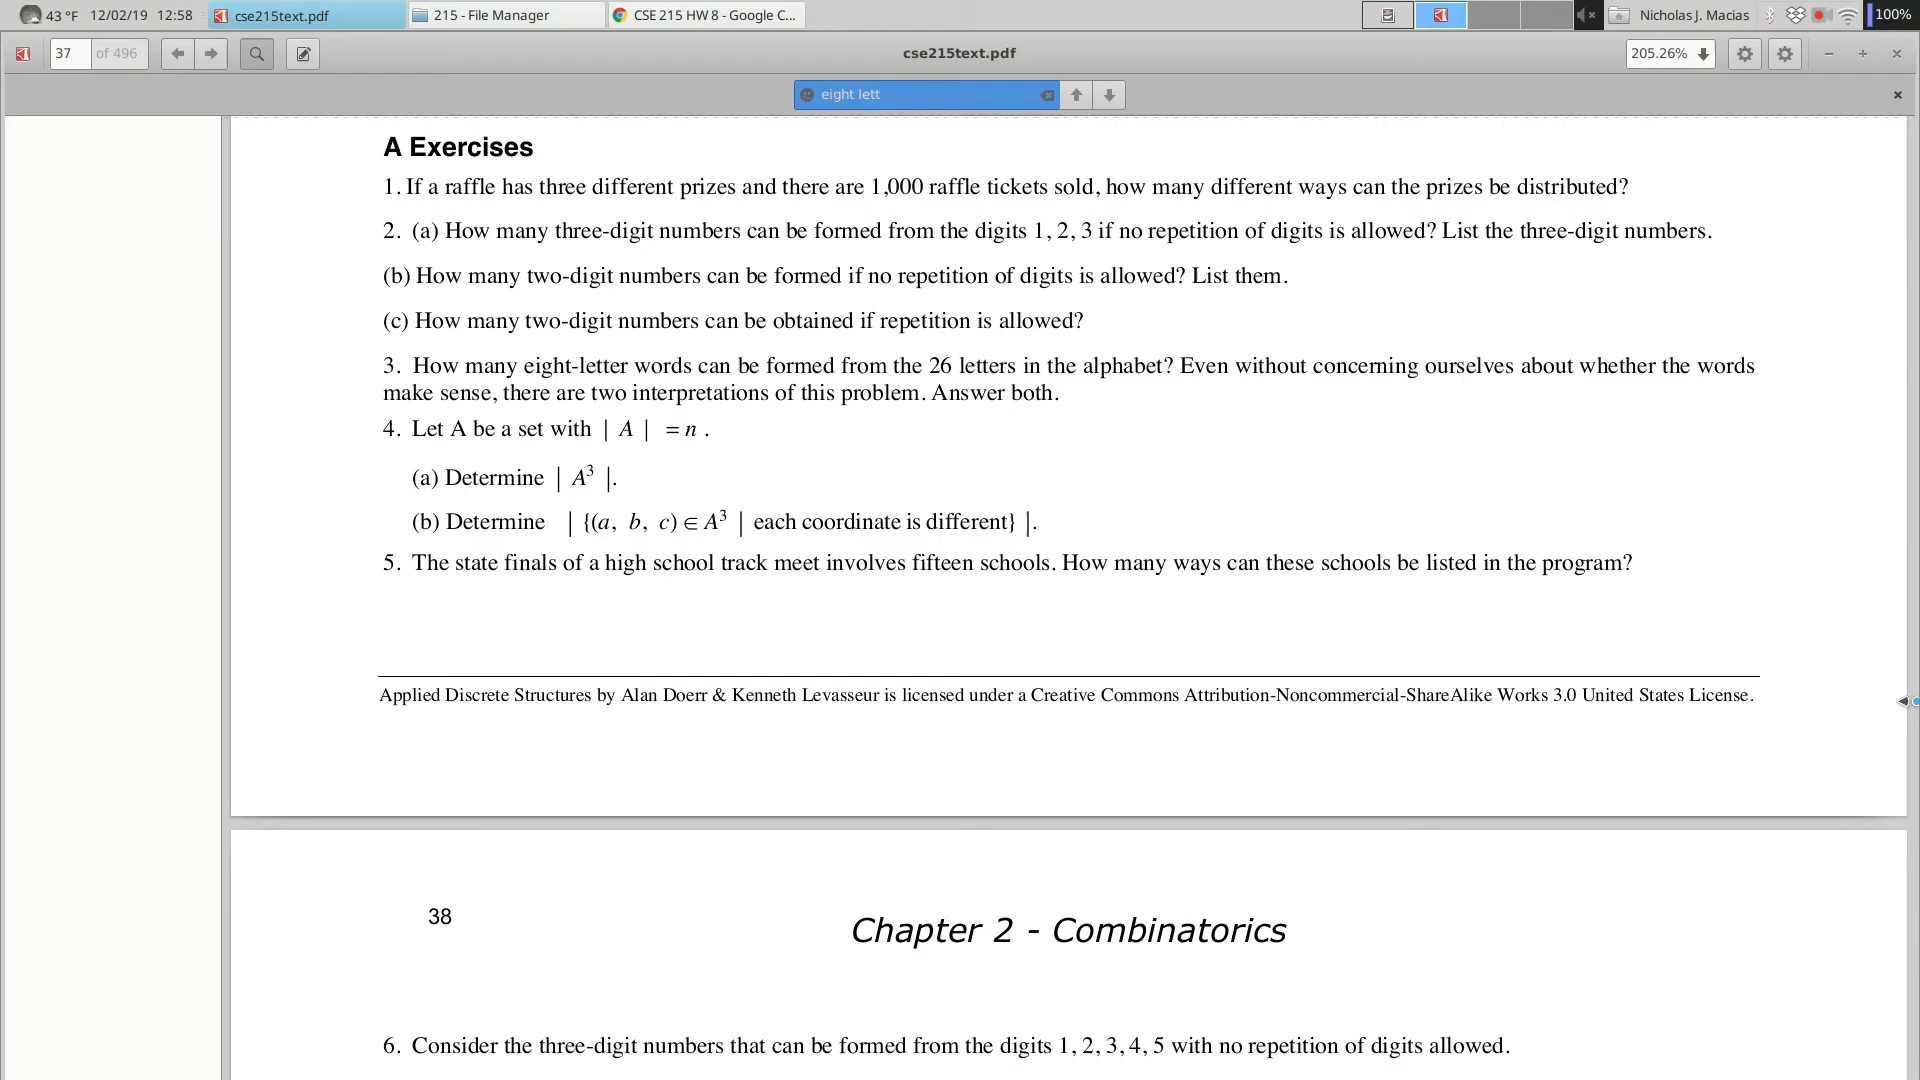 43 °F 12/02/19 12:58 cse215text.pdf 215 - File Manager CSE 215 HW 8 - Google C... Nicholas J. Macias 100%
37 of 496 cse215text.pdf 205.26%
eight lett
A Exercises
1. If a raffle has three different prizes and there are 1,000 raffle tickets sold, how many different ways can the prizes be distributed?
2. (a) How many three-digit numbers can be formed from the digits 1, 2, 3 if no repetition of digits is allowed? List the three-digit numbers.
(b) How many two-digit numbers can be formed if no repetition of digits is allowed? List them.
(c) How many two-digit numbers can be obtained if repetition is allowed?
3. How many eight-letter words can be formed from the 26 letters in the alphabet? Even without concerning ourselves about whether the words
make sense, there are two interpretations of this problem. Answer both.
4. Let A be a set with | A | = n .
(a) Determine | A³ |.
(b) Determine | {(a, b, c) ∈ A³ | each coordinate is different} |.
5. The state finals of a high school track meet involves fifteen schools. How many ways can these schools be listed in the program?
Applied Discrete Structures by Alan Doerr & Kenneth Levasseur is licensed under a Creative Commons Attribution-Noncommercial-ShareAlike Works 3.0 United States License.
38
Chapter 2 - Combinatorics
6. Consider the three-digit numbers that can be formed from the digits 1, 2, 3, 4, 5 with no repetition of digits allowed.